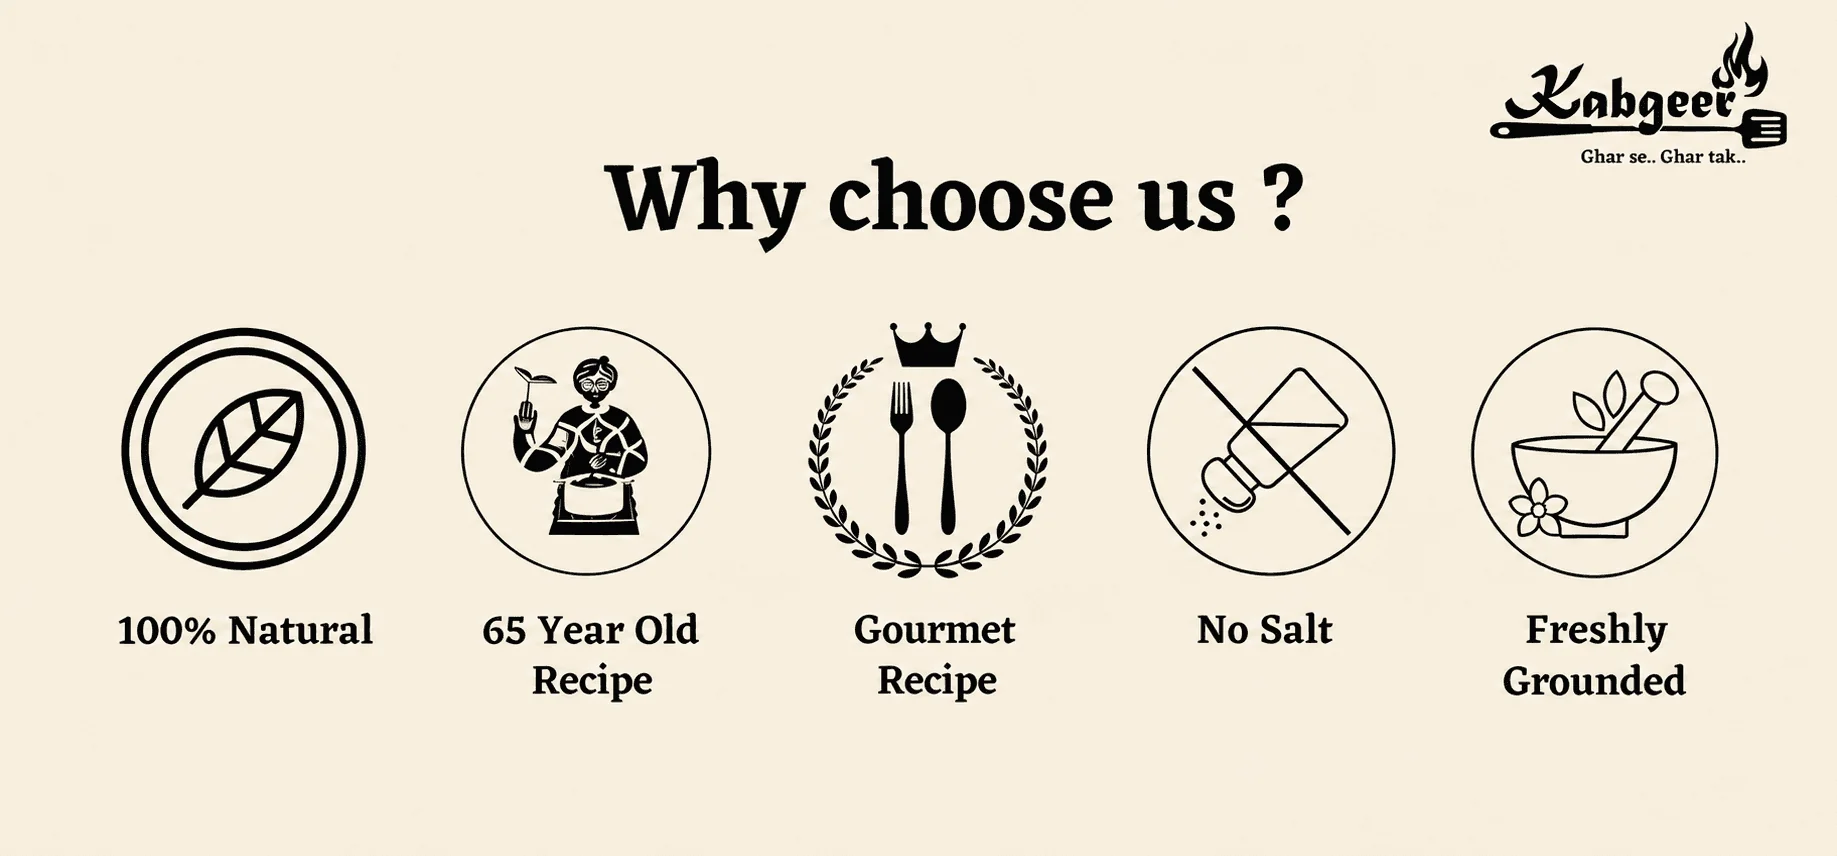 Kabgeer
Ghar se.. Ghar tak..
Why choose us ?
100% Natural
65 Year Old
Recipe
Gourmet
Recipe
No Salt
Freshly
Grounded